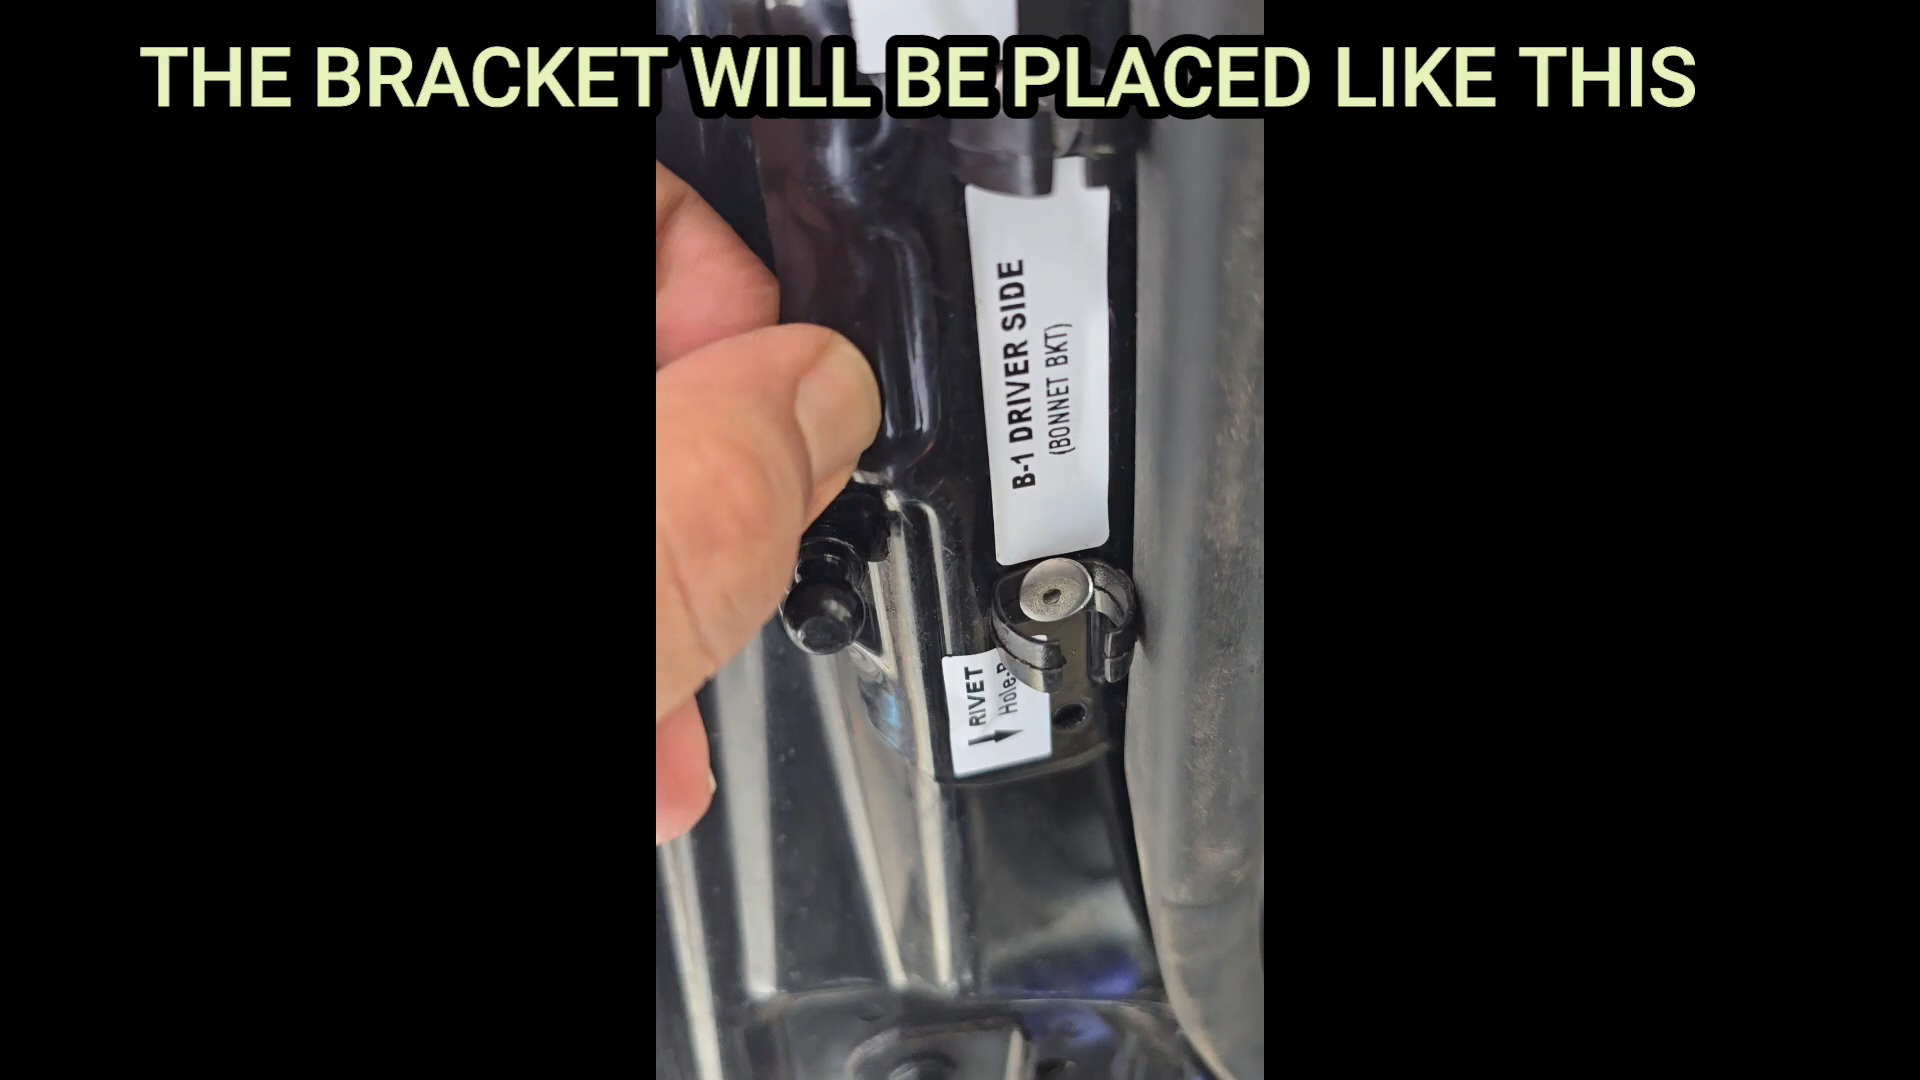 THE BRACKET WILL BE PLACED LIKE THIS
B-1 DRIVER SIDE
(BONNET BKT)
RIVET